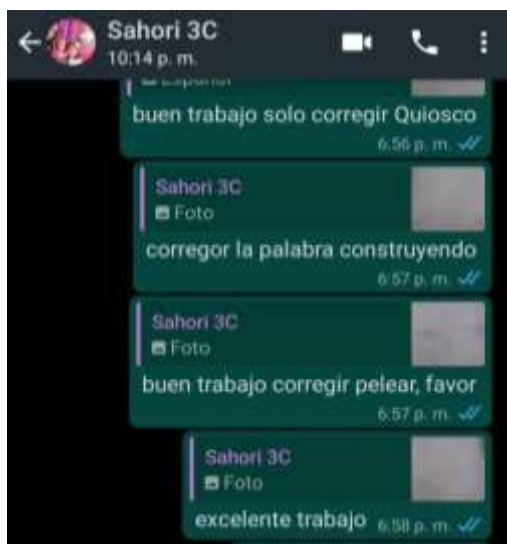 Sahori 3C
10:14 p. m.
Español
buen trabajo solo corregir Quiosco
6:56 p. m.
Sahori 3C
Foto
corregor la palabra construyendo
6:57 p. m.
Sahori 3C
Foto
buen trabajo corregir pelear, favor
6:57 p. m.
Sahori 3C
Foto
excelente trabajo 6:58 p. m.